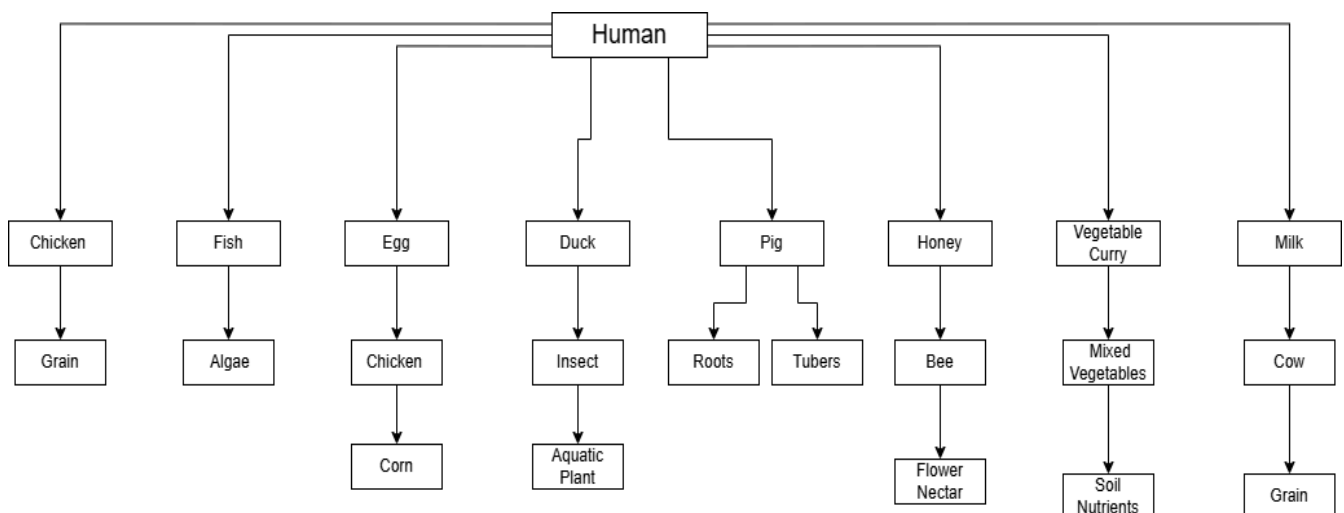 Human
Chicken
Fish
Egg
Duck
Pig
Honey
Vegetable
Curry
Milk
Grain
Algae
Chicken
Insect
Roots
Tubers
Bee
Mixed
Vegetables
Cow
Corn
Aquatic
Plant
Flower
Nectar
Soil
Nutrients
Grain